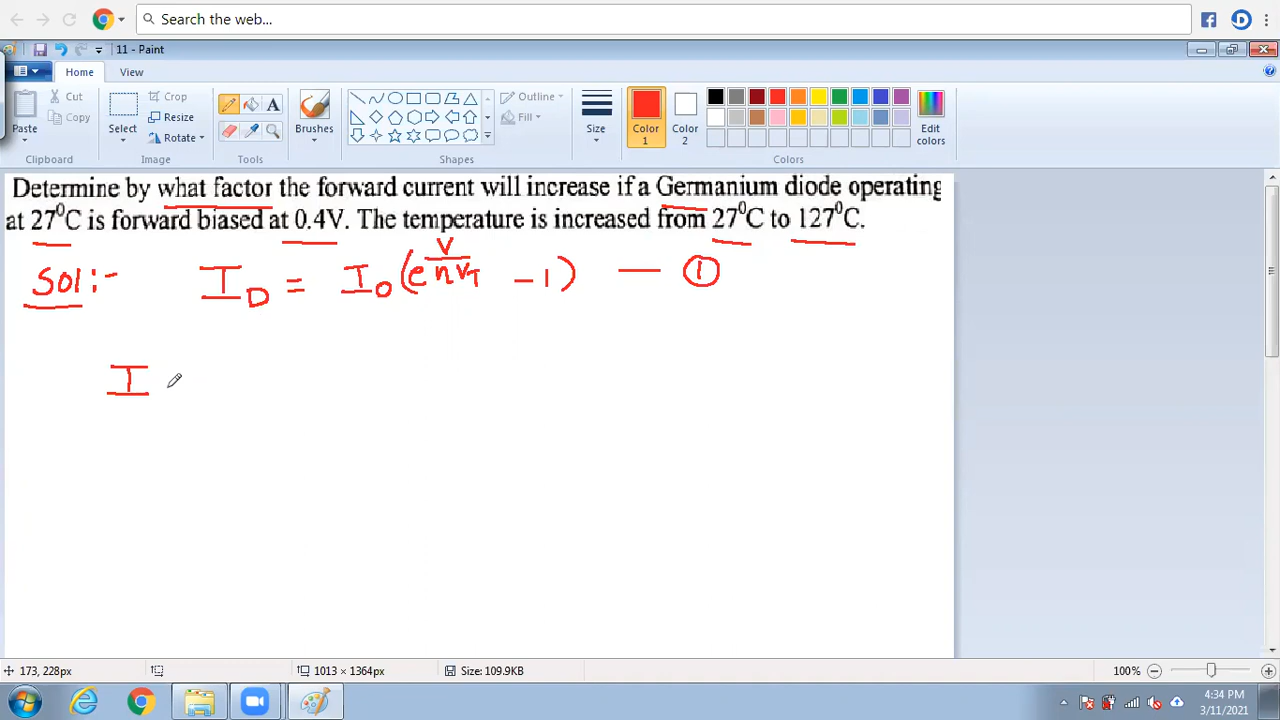 Search the web...
11 - Paint
Home View
Cut
Copy
Paste
Clipboard
Select
Crop
Resize
Rotate
Image
Tools
Brushes
Shapes
Outline
Fill
Size
Color 1
Color 2
Edit colors
Colors
Determine by what factor the forward current will increase if a Germanium diode operating
at 27⁰C is forward biased at 0.4V. The temperature is increased from 27⁰C to 127⁰C.
Sol:- I_D = I_0 (e^{V/nV_T} - 1) — ①
I
173, 228px
1013 × 1364px
Size: 109.9KB
100%
4:34 PM
3/11/2021